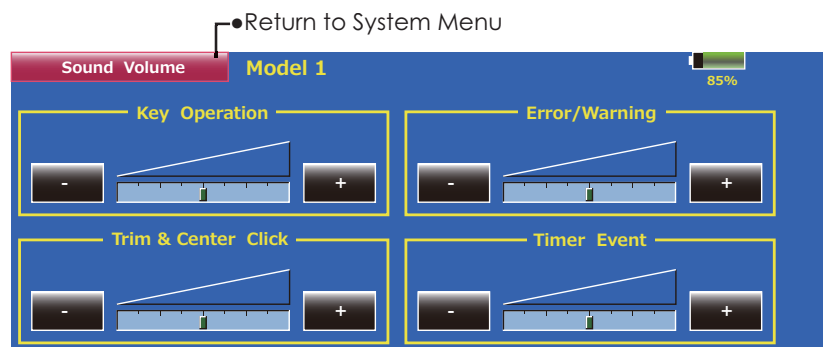 ●Return to System Menu
Sound Volume Model 1
85%
Key Operation
Error/Warning
- +
- +
Trim & Center Click
Timer Event
- +
- +